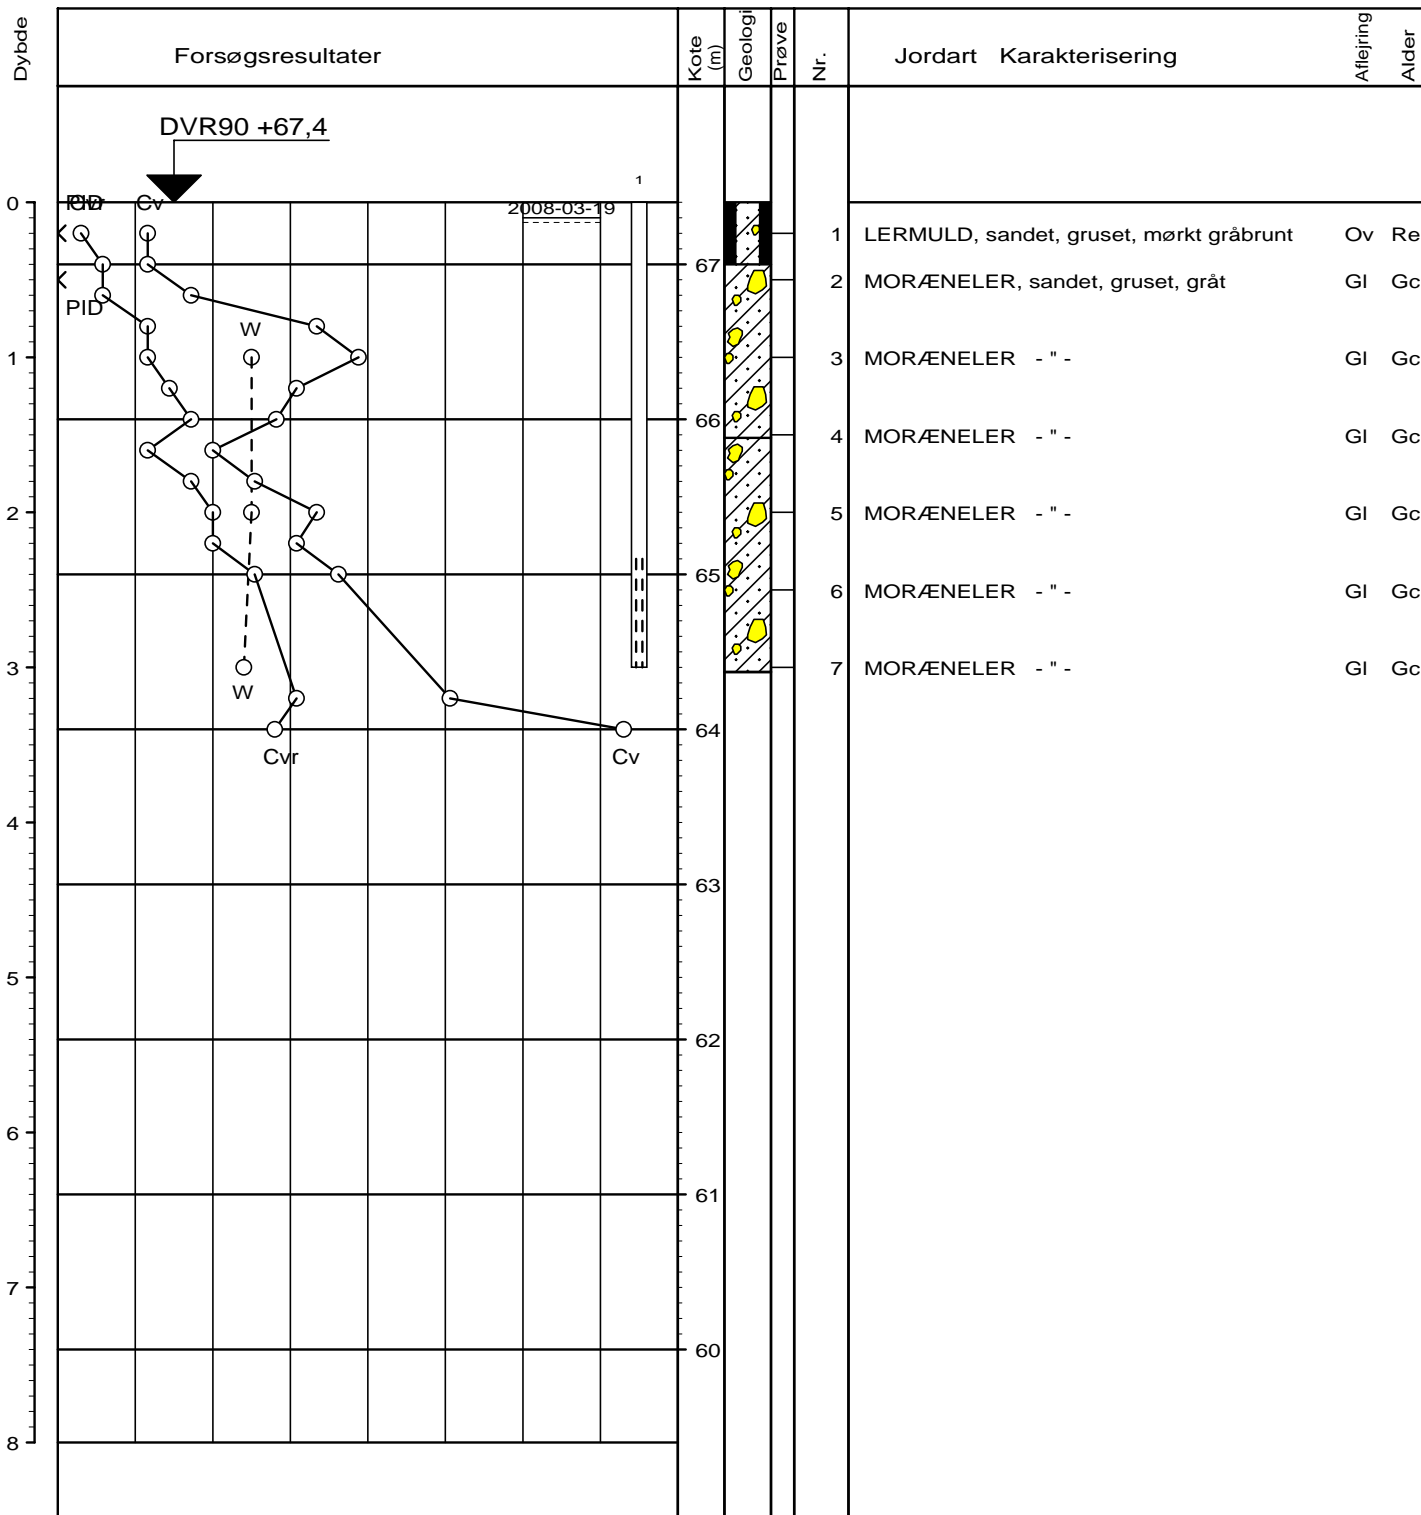 Dybde Forsøgsresultater Kote (m) Geologi Prøve Nr. Jordart Karakterisering Aflejring Alder
DVR90 +67,4
1
0 PID Cvr Cv 2008-03-19
1 LERMULD, sandet, gruset, mørkt gråbrunt Ov Re
67
2 MORÆNELER, sandet, gruset, gråt Gl Gc
PID
W
1 3 MORÆNELER - " - Gl Gc
66
4 MORÆNELER - " - Gl Gc
2 5 MORÆNELER - " - Gl Gc
65
6 MORÆNELER - " - Gl Gc
3 7 MORÆNELER - " - Gl Gc
W
64
Cvr Cv
4
63
5
62
6
61
7
60
8